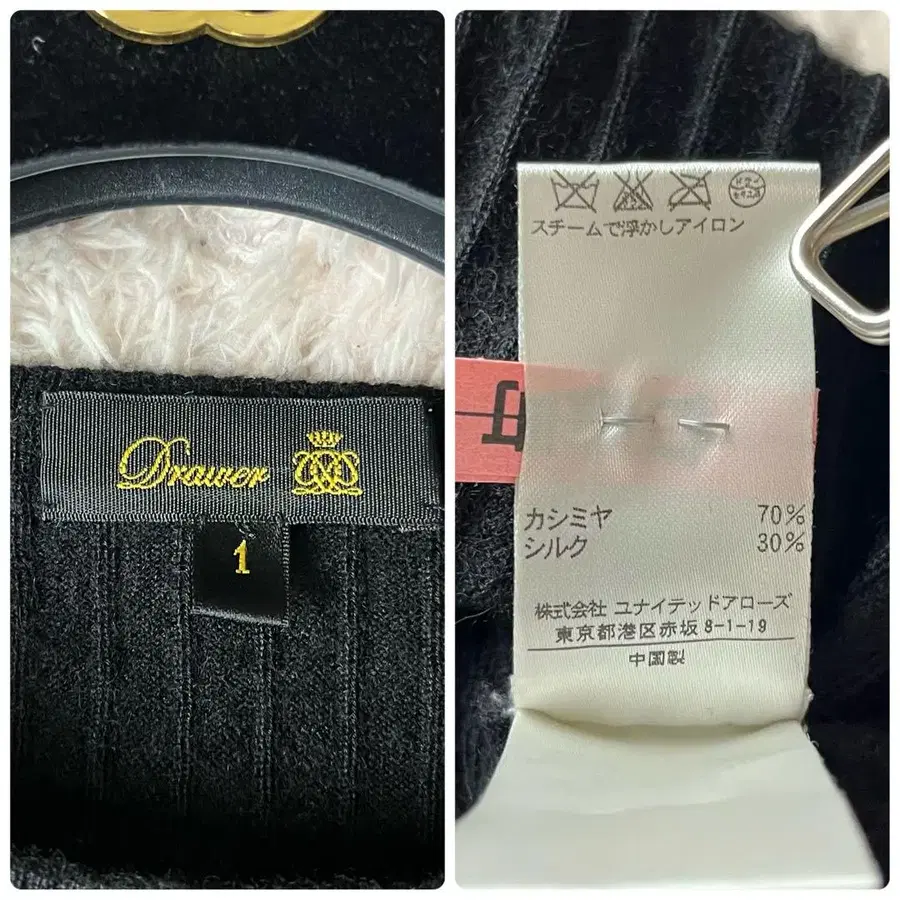 Drawer
1
スチームで浮かしアイロン
カシミヤ 70%
シルク 30%
株式会社 ユナイテッドアローズ
東京都港区赤坂8-1-19
中国製